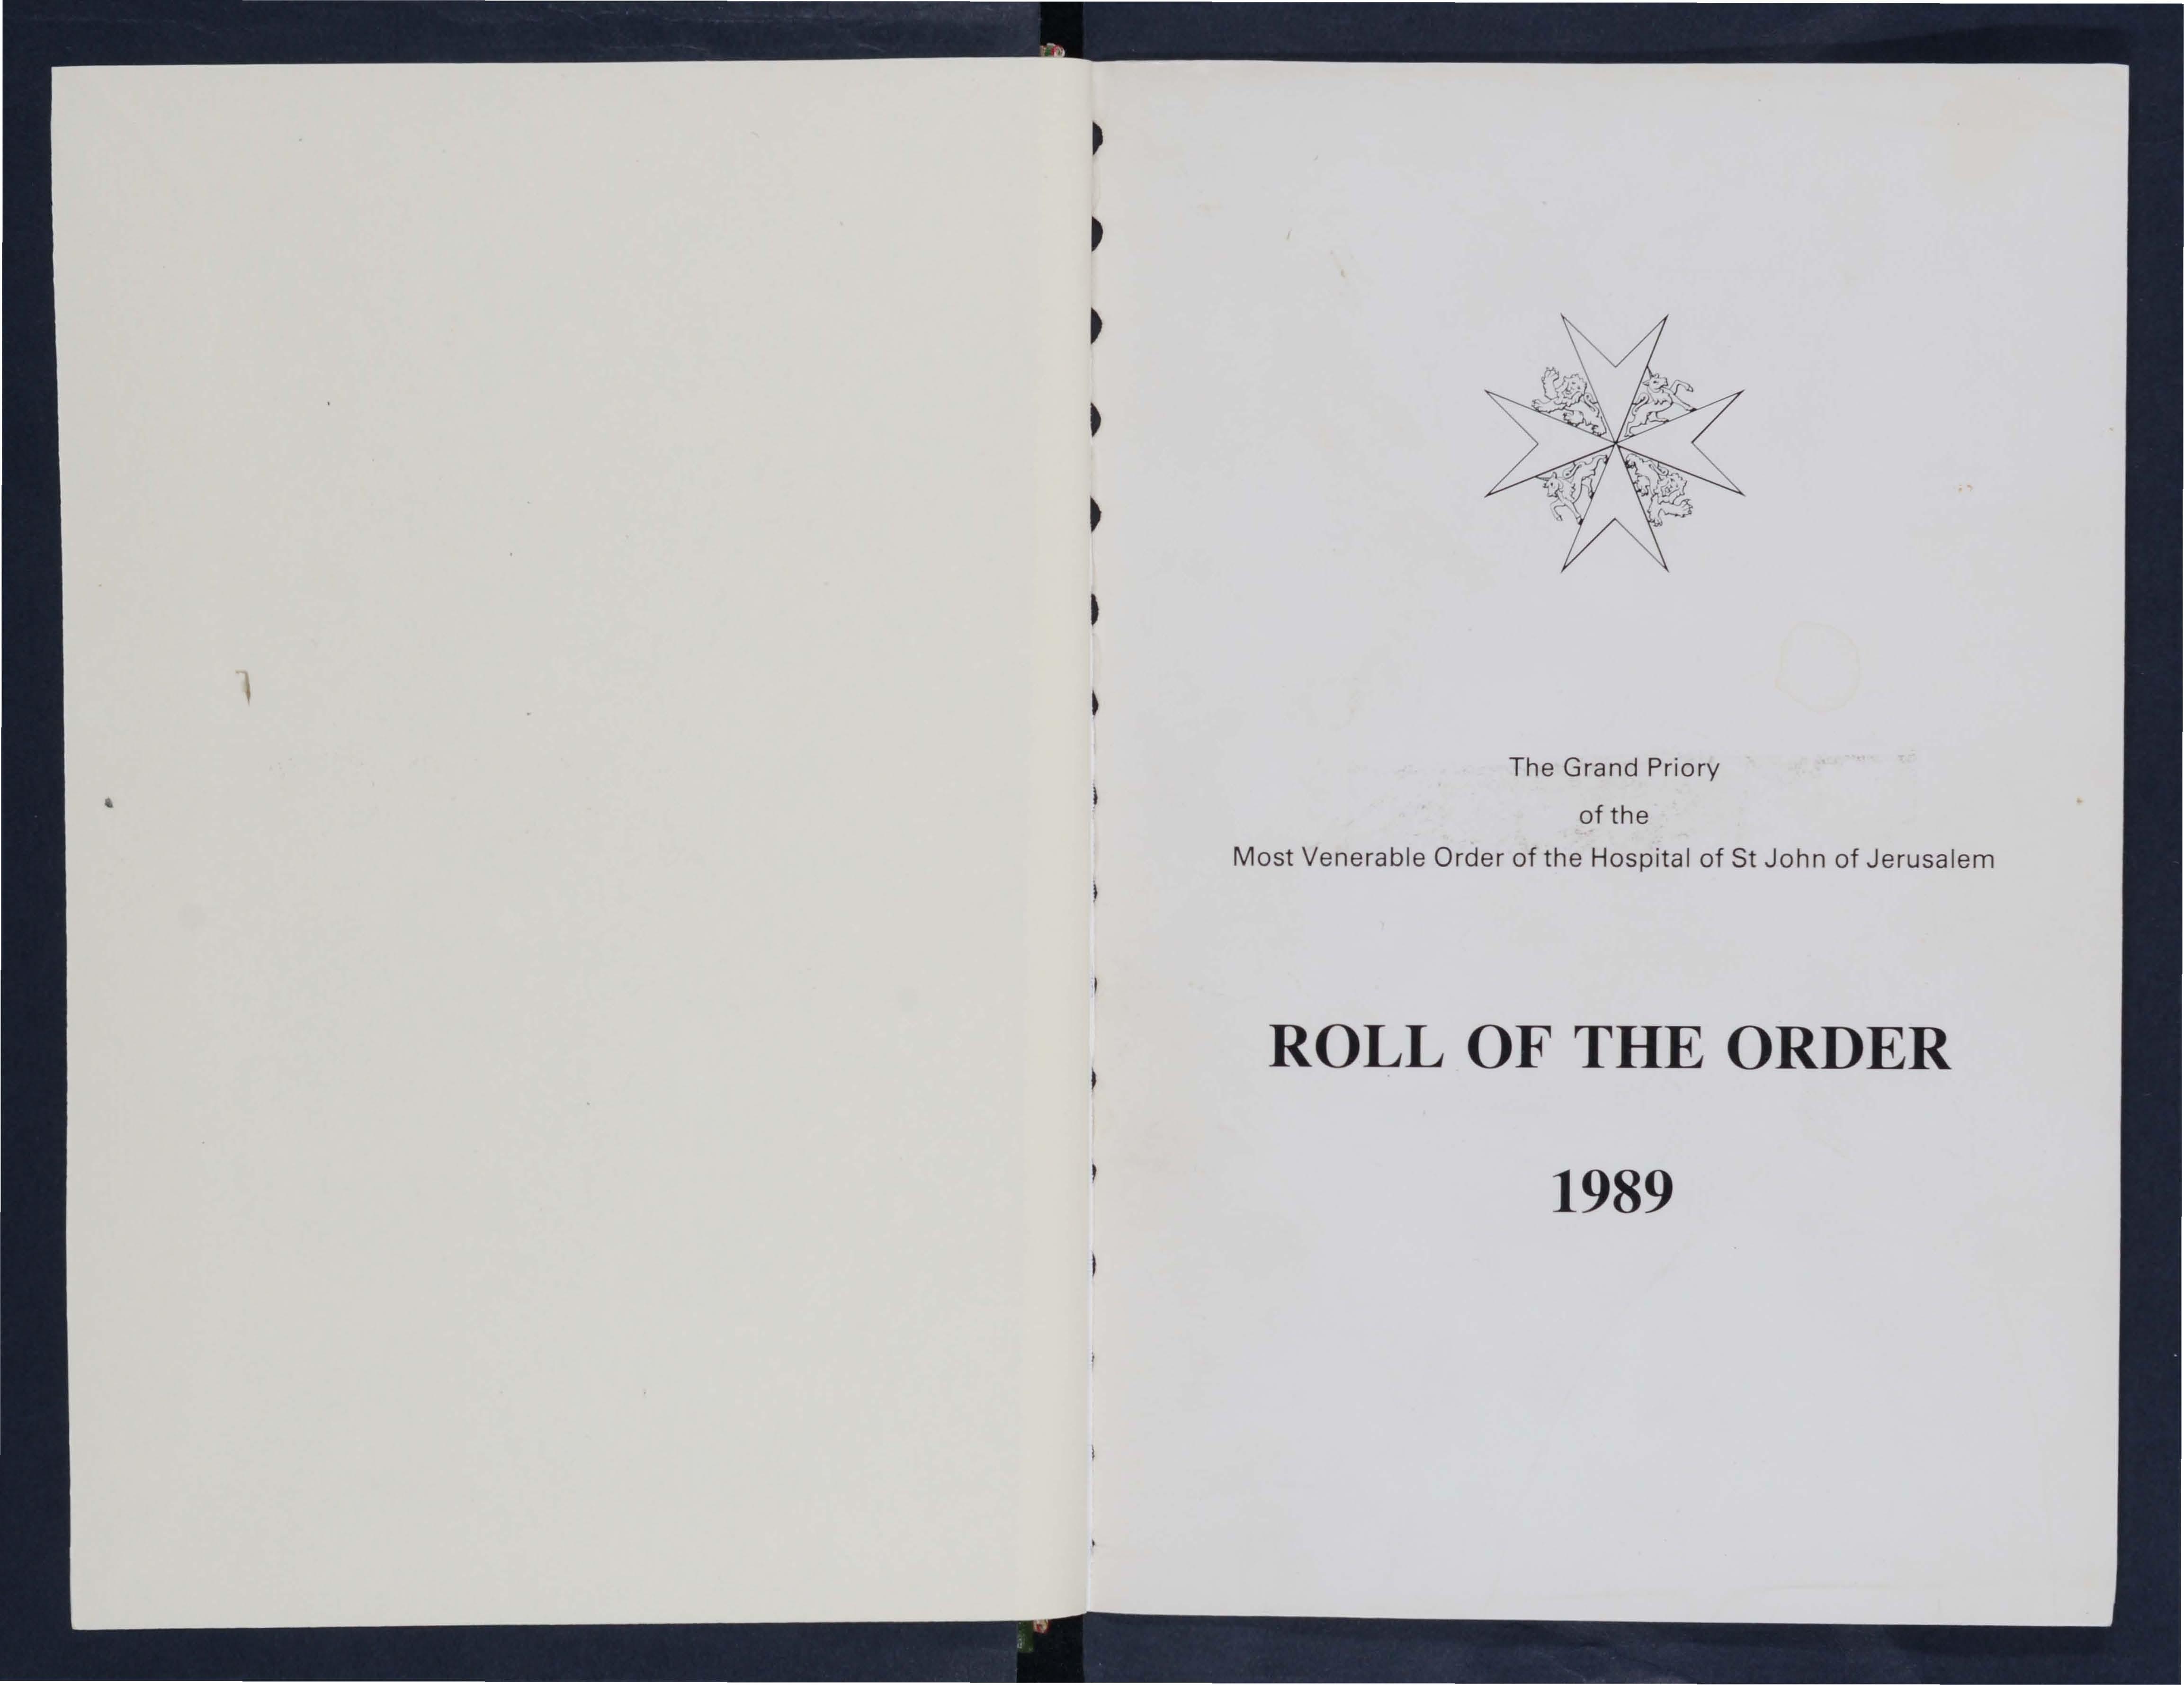 The Grand Priory
of the
Most Venerable Order of the Hospital of St John of Jerusalem
ROLL OF THE ORDER
1989